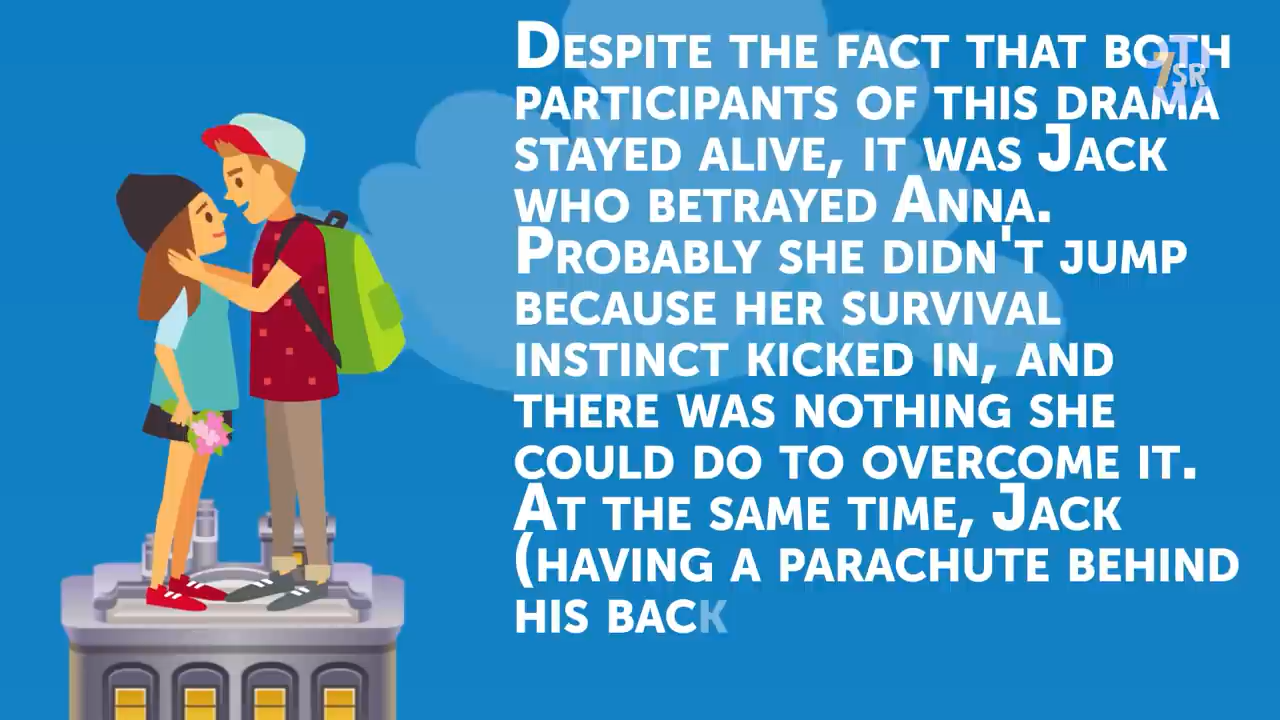 Despite the fact that both
participants of this drama
stayed alive, it was Jack
who betrayed Anna.
Probably she didn't jump
because her survival
instinct kicked in, and
there was nothing she
could do to overcome it.
At the same time, Jack
(having a parachute behind
his back
7SR